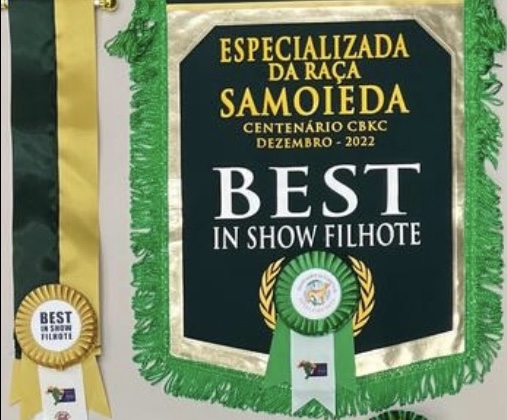 ESPECIALIZADA
DA RAÇA
SAMOIEDA
CENTENÁRIO CBKC
DEZEMBRO - 2022
BEST
IN SHOW FILHOTE
BEST
IN SHOW
FILHOTE